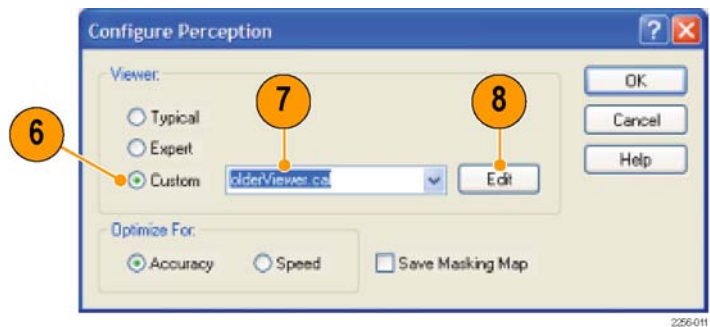 Configure Perception
Viewer:
Typical
Expert
Custom
olderViewer.cal
Edit
OK
Cancel
Help
6
7
8
Optimize For:
Accuracy
Speed
Save Masking Map
2256-011